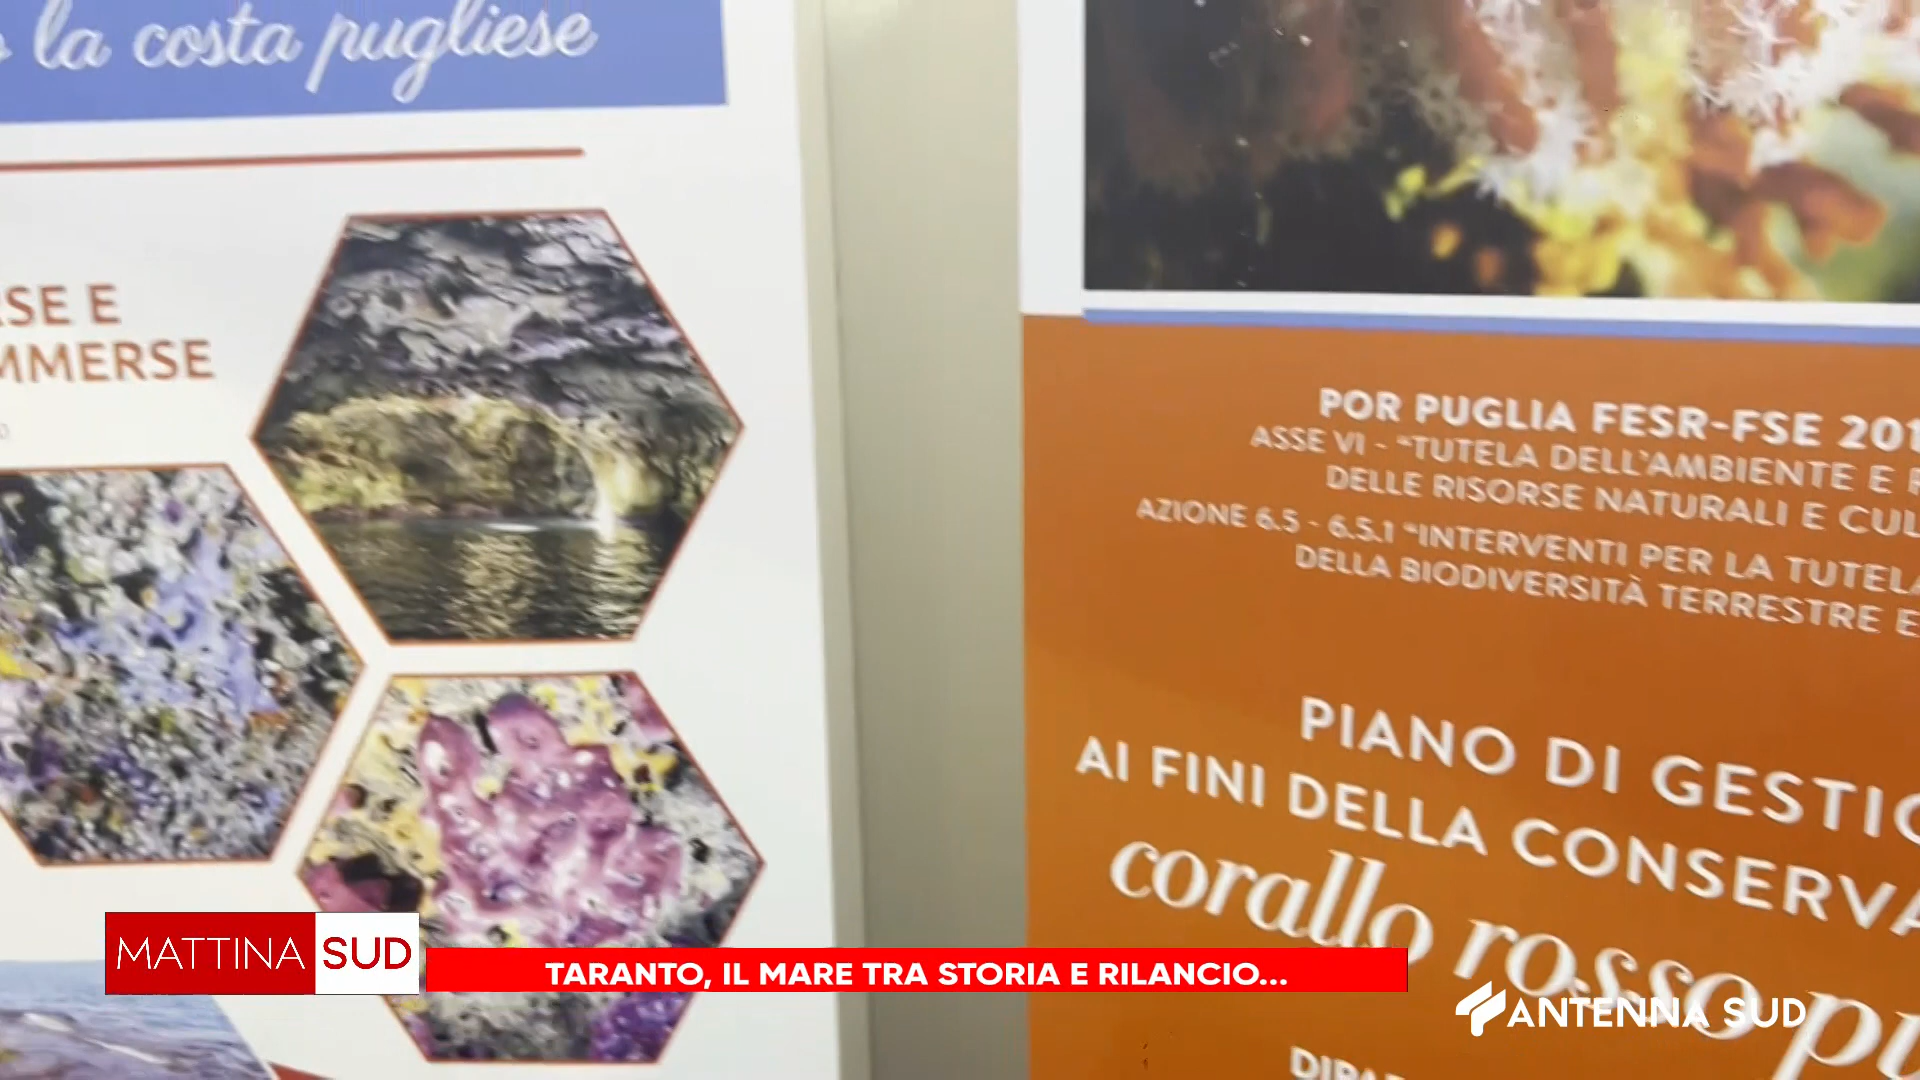 la costa pugliese
SE E
MMERSE
POR PUGLIA FESR-FSE 201
ASSE VI - “TUTELA DELL'AMBIENTE E
DELLE RISORSE NATURALI E CUL
AZIONE 6.5 - 6.5.1 “INTERVENTI PER LA TUTELA
DELLA BIODIVERSITÀ TERRESTRE E
PIANO DI GESTIO
AI FINI DELLA CONSERVA
corallo rosso pu
MATTINA SUD
TARANTO, IL MARE TRA STORIA E RILANCIO...
ANTENNA SUD